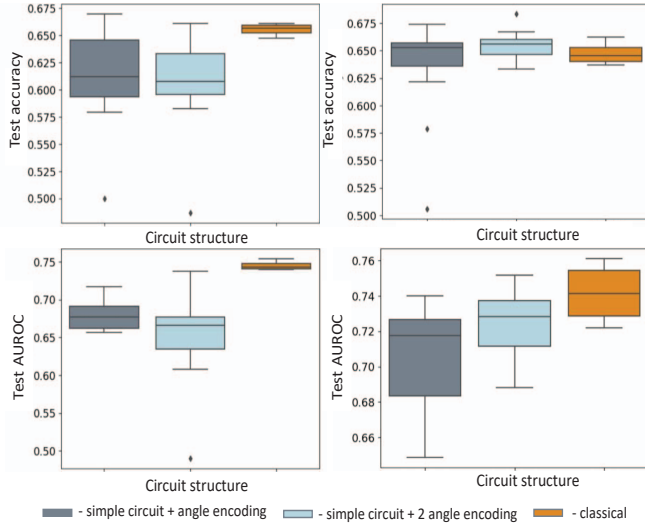 Test accuracy
0.675
0.650
0.625
0.600
0.575
0.550
0.525
0.500
Circuit structure
Test accuracy
0.675
0.650
0.625
0.600
0.575
0.550
0.525
0.500
Circuit structure
Test AUROC
0.75
0.70
0.65
0.60
0.55
0.50
Circuit structure
Test AUROC
0.76
0.74
0.72
0.70
0.68
0.66
Circuit structure
- simple circuit + angle encoding
- simple circuit + 2 angle encoding
- classical